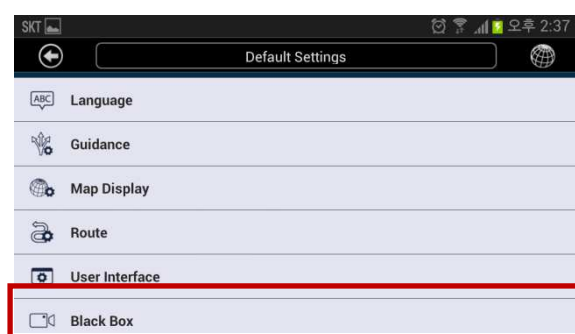 SKT 오후 2:37
Default Settings
ABC Language
Guidance
Map Display
Route
User Interface
Black Box